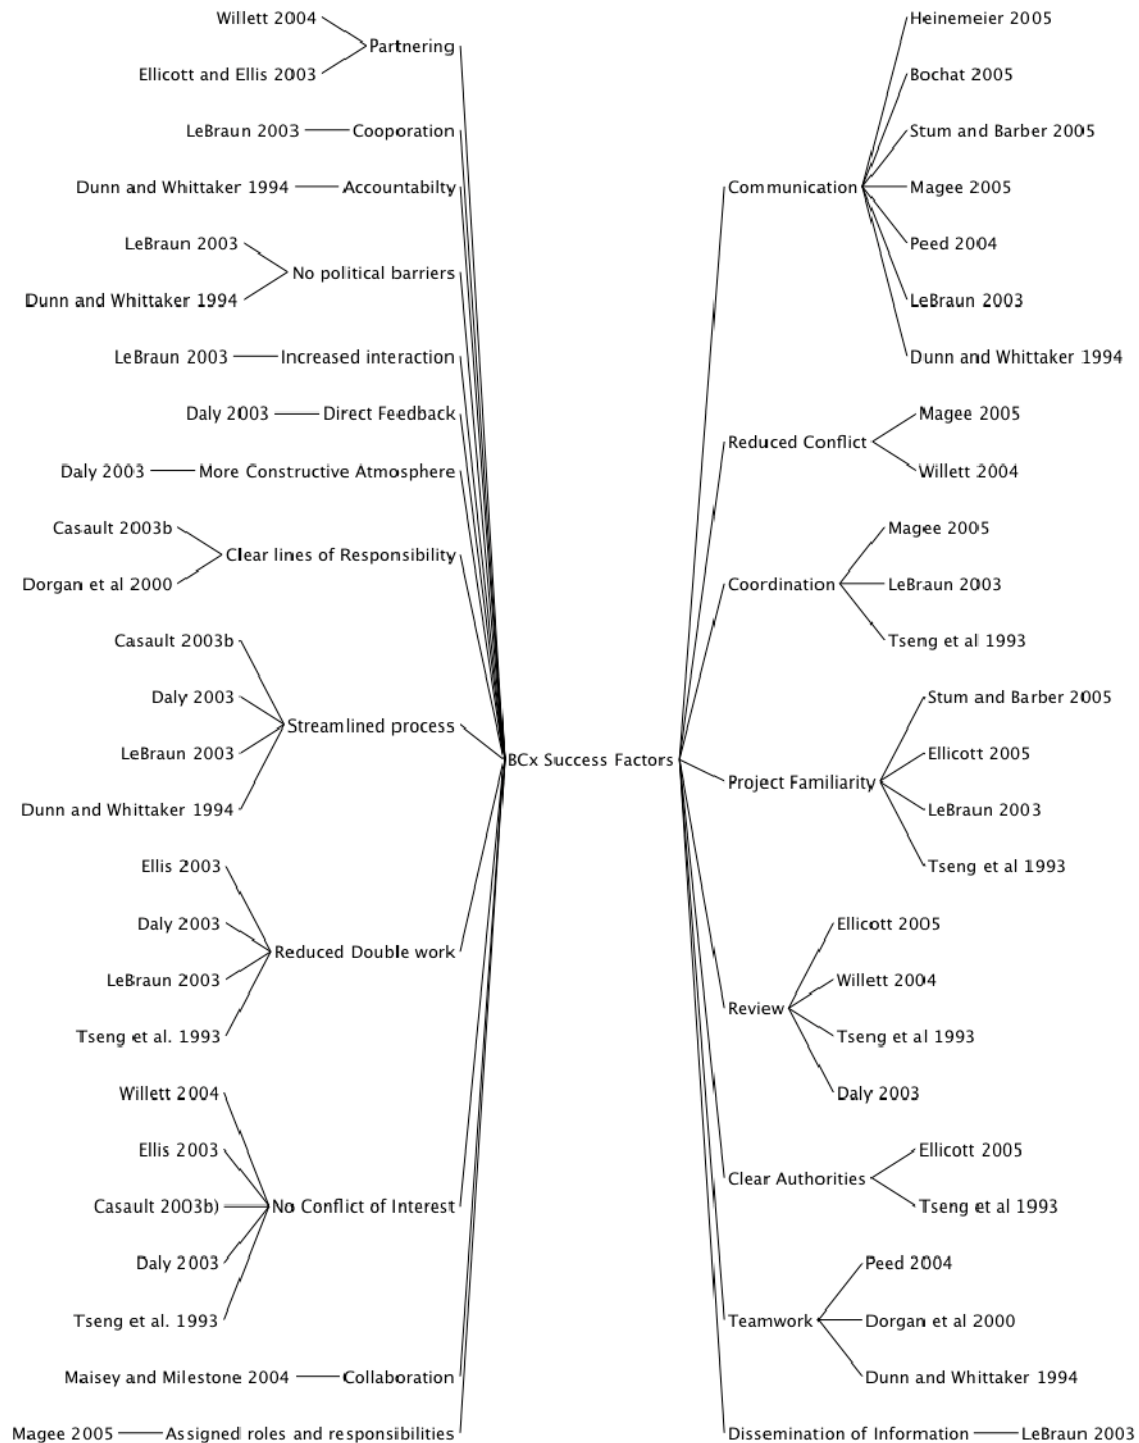 Willett 2004
Partnering
Ellicott and Ellis 2003
LeBraun 2003
Cooporation
Dunn and Whittaker 1994
Accountabilty
LeBraun 2003
No political barriers
Dunn and Whittaker 1994
LeBraun 2003
Increased interaction
Daly 2003
Direct Feedback
Daly 2003
More Constructive Atmosphere
Casault 2003b
Clear lines of Responsibility
Dorgan et al 2000
Casault 2003b
Daly 2003
Streamlined process
LeBraun 2003
Dunn and Whittaker 1994
Ellis 2003
Daly 2003
Reduced Double work
LeBraun 2003
Tseng et al. 1993
Willett 2004
Ellis 2003
Casault 2003b)
No Conflict of Interest
Daly 2003
Tseng et al. 1993
Maisey and Milestone 2004
Collaboration
Magee 2005
Assigned roles and responsibilities
BCx Success Factors
Heinemeier 2005
Bochat 2005
Stum and Barber 2005
Communication
Magee 2005
Peed 2004
LeBraun 2003
Dunn and Whittaker 1994
Magee 2005
Reduced Conflict
Willett 2004
Magee 2005
Coordination
LeBraun 2003
Tseng et al 1993
Stum and Barber 2005
Ellicott 2005
Project Familiarity
LeBraun 2003
Tseng et al 1993
Ellicott 2005
Willett 2004
Review
Tseng et al 1993
Daly 2003
Ellicott 2005
Clear Authorities
Tseng et al 1993
Peed 2004
Teamwork
Dorgan et al 2000
Dunn and Whittaker 1994
Dissemination of Information
LeBraun 2003